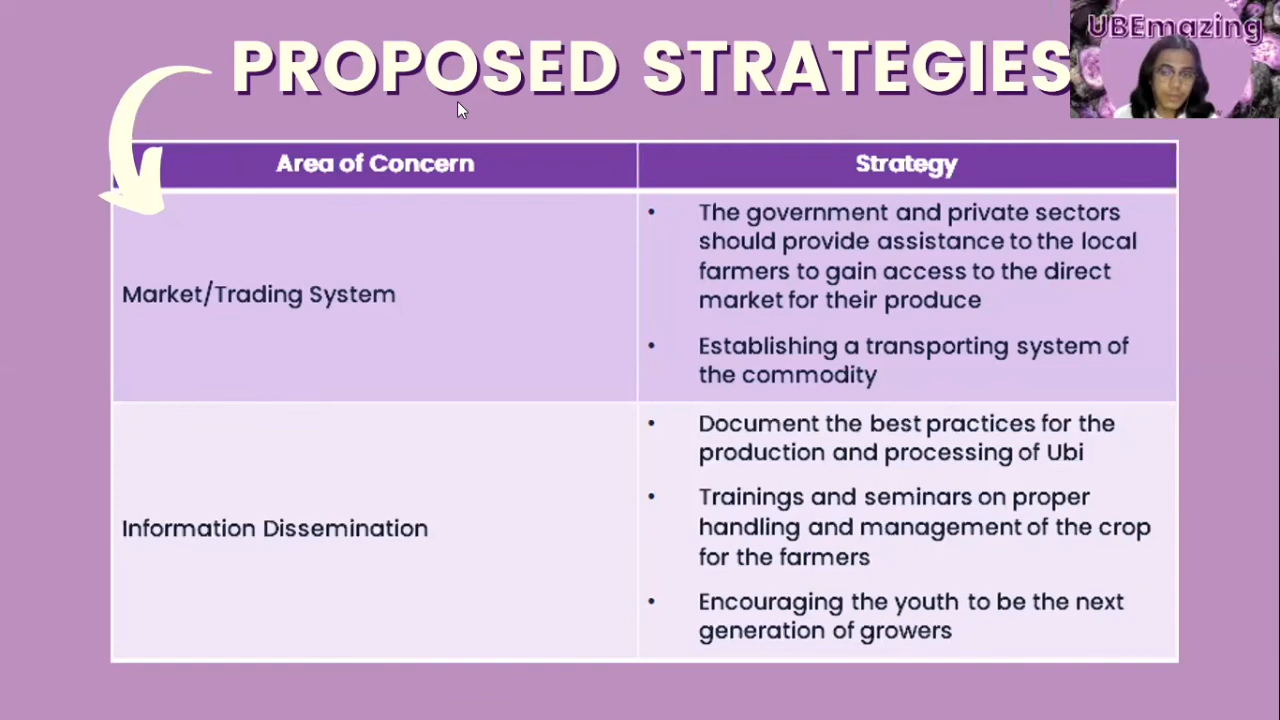 PROPOSED STRATEGIES
UBEmazing
Area of Concern
Strategy
Market/Trading System
• The government and private sectors
should provide assistance to the local
farmers to gain access to the direct
market for their produce
• Establishing a transporting system of
the commodity
Information Dissemination
• Document the best practices for the
production and processing of Ubi
• Trainings and seminars on proper
handling and management of the crop
for the farmers
• Encouraging the youth to be the next
generation of growers